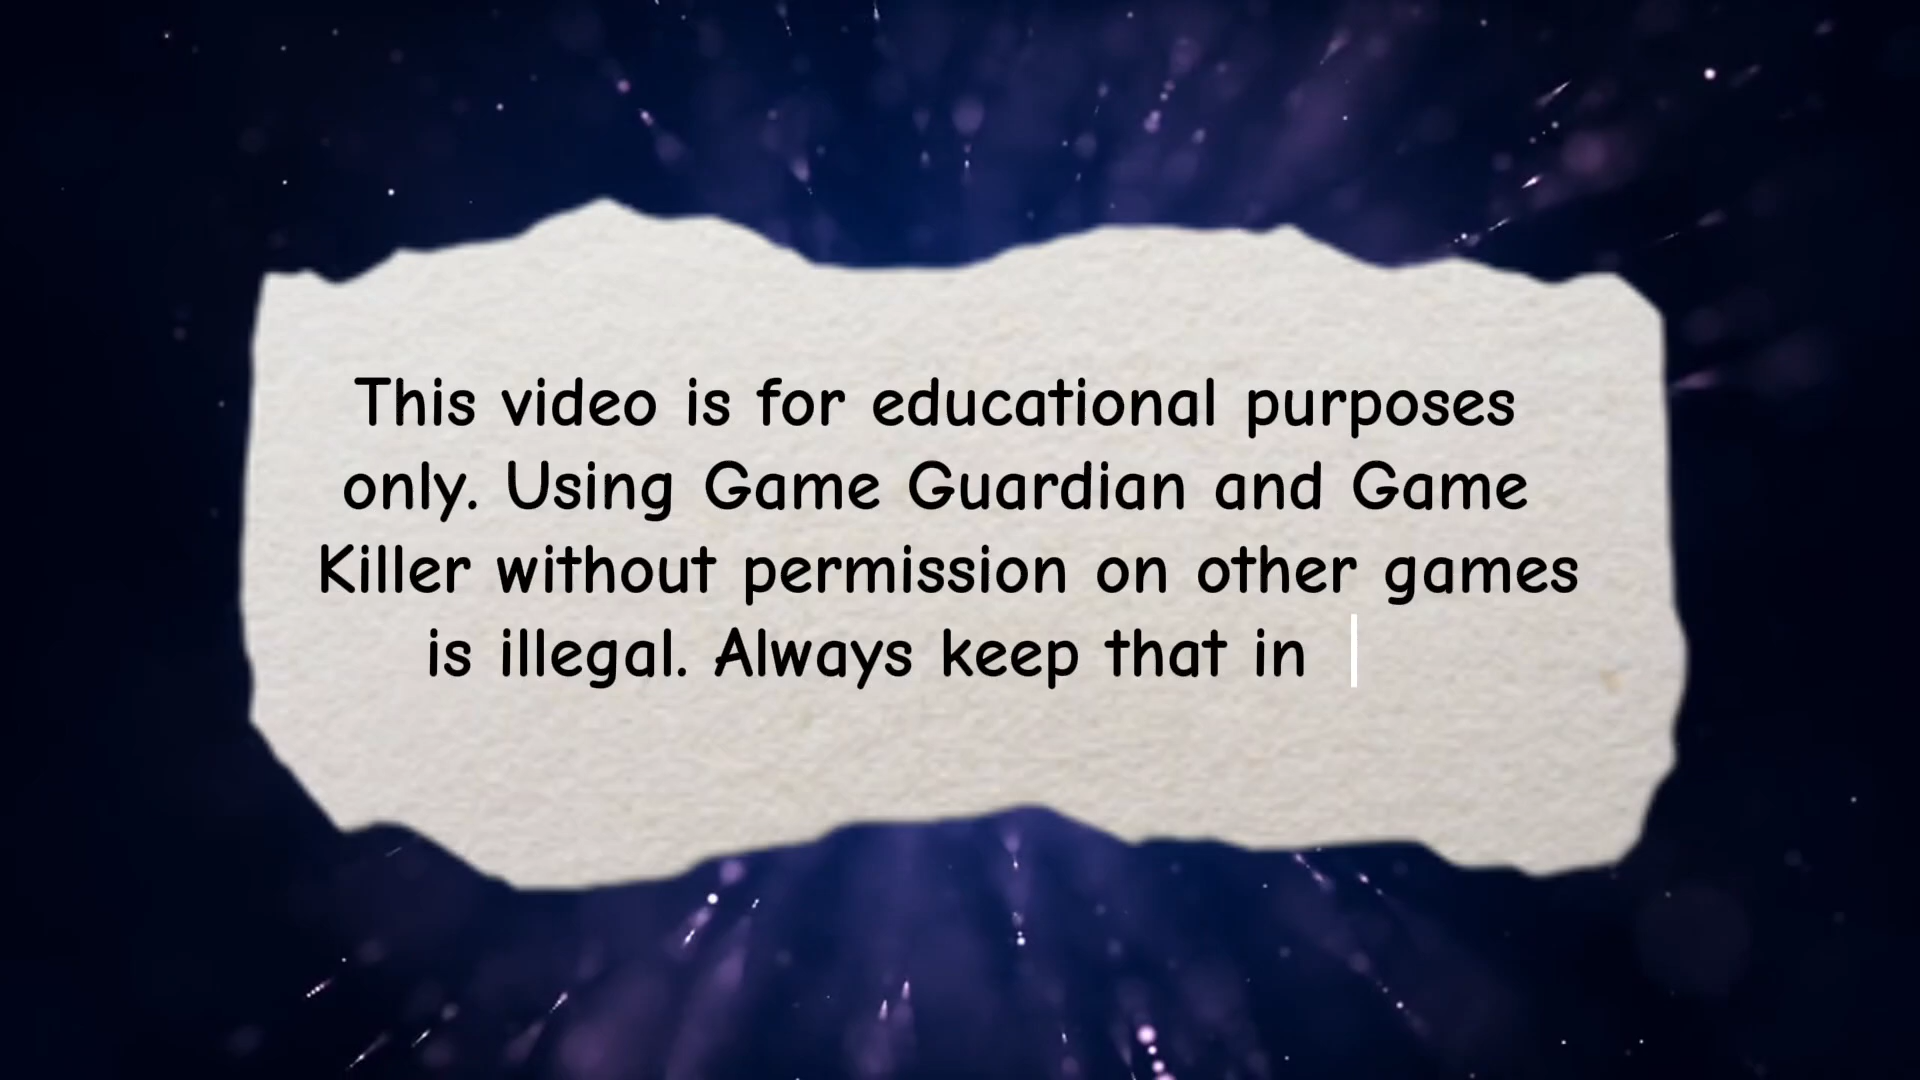 This video is for educational purposes
only. Using Game Guardian and Game
Killer without permission on other games
is illegal. Always keep that in